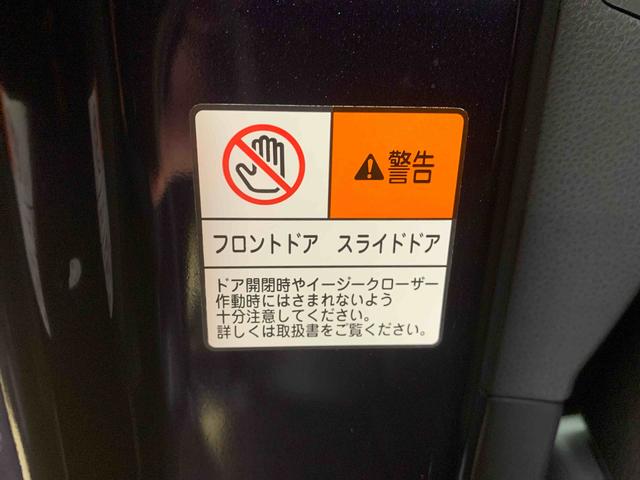 警告
フロントドア スライドドア
ドア開閉時やイージークローザー
作動時にはさまれないよう
十分注意してください。
詳しくは取扱書をご覧ください。